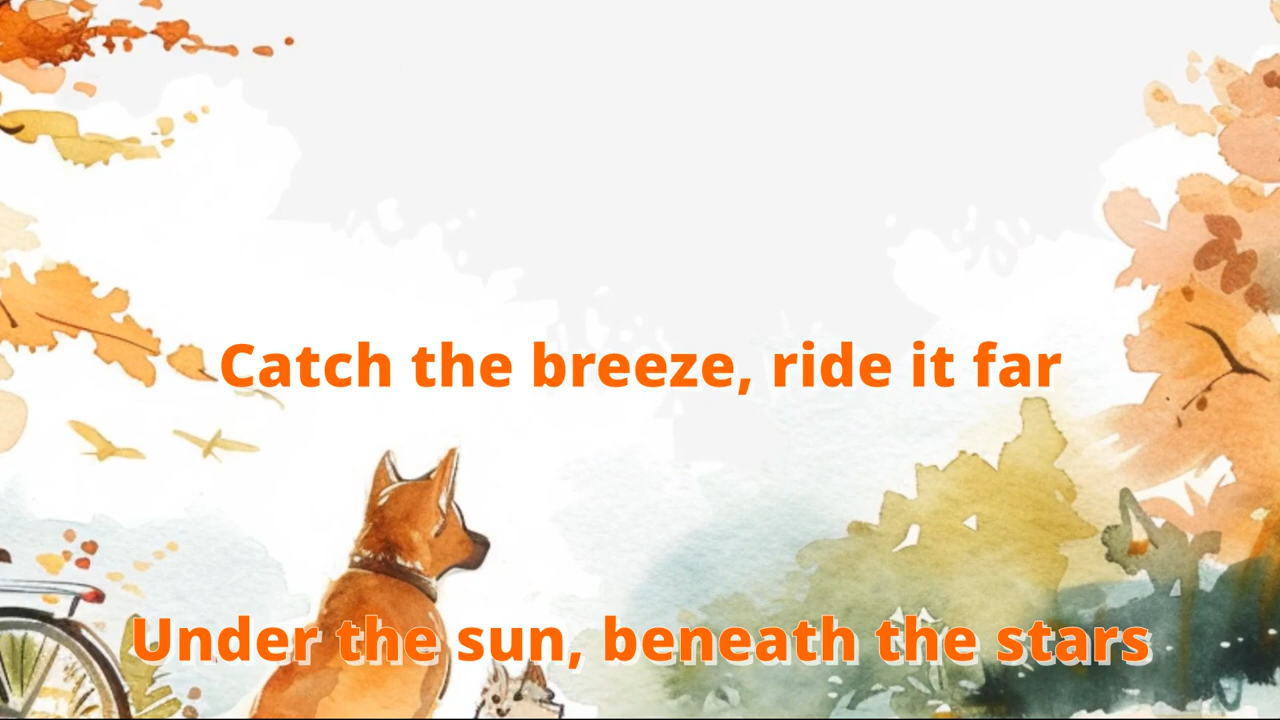 Catch the breeze, ride it far
Under the sun, beneath the stars